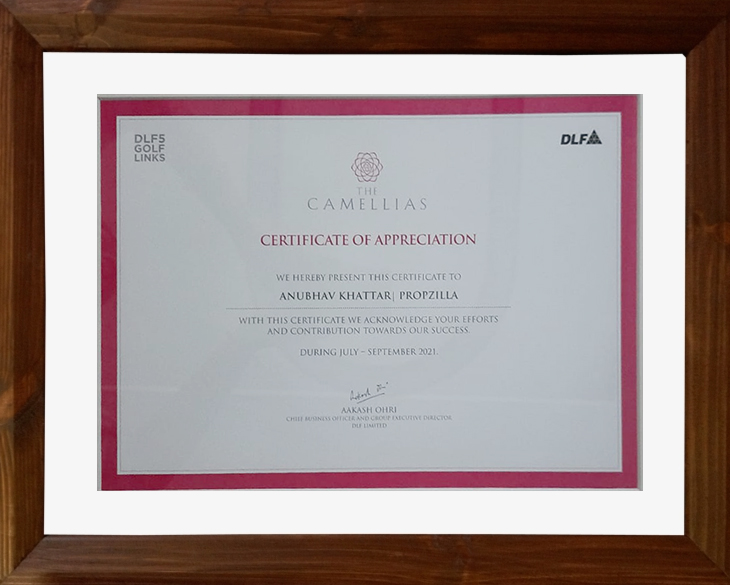 DLF5
GOLF
LINKS
DLF
THE
CAMELLIAS
CERTIFICATE OF APPRECIATION
WE HEREBY PRESENT THIS CERTIFICATE TO
ANUBHAV KHATTAR| PROPZILLA
WITH THIS CERTIFICATE WE ACKNOWLEDGE YOUR EFFORTS
AND CONTRIBUTION TOWARDS OUR SUCCESS.
DURING JULY – SEPTEMBER 2021.
AAKASH OHRI
CHIEF BUSINESS OFFICER AND GROUP EXECUTIVE DIRECTOR,
DLF LIMITED